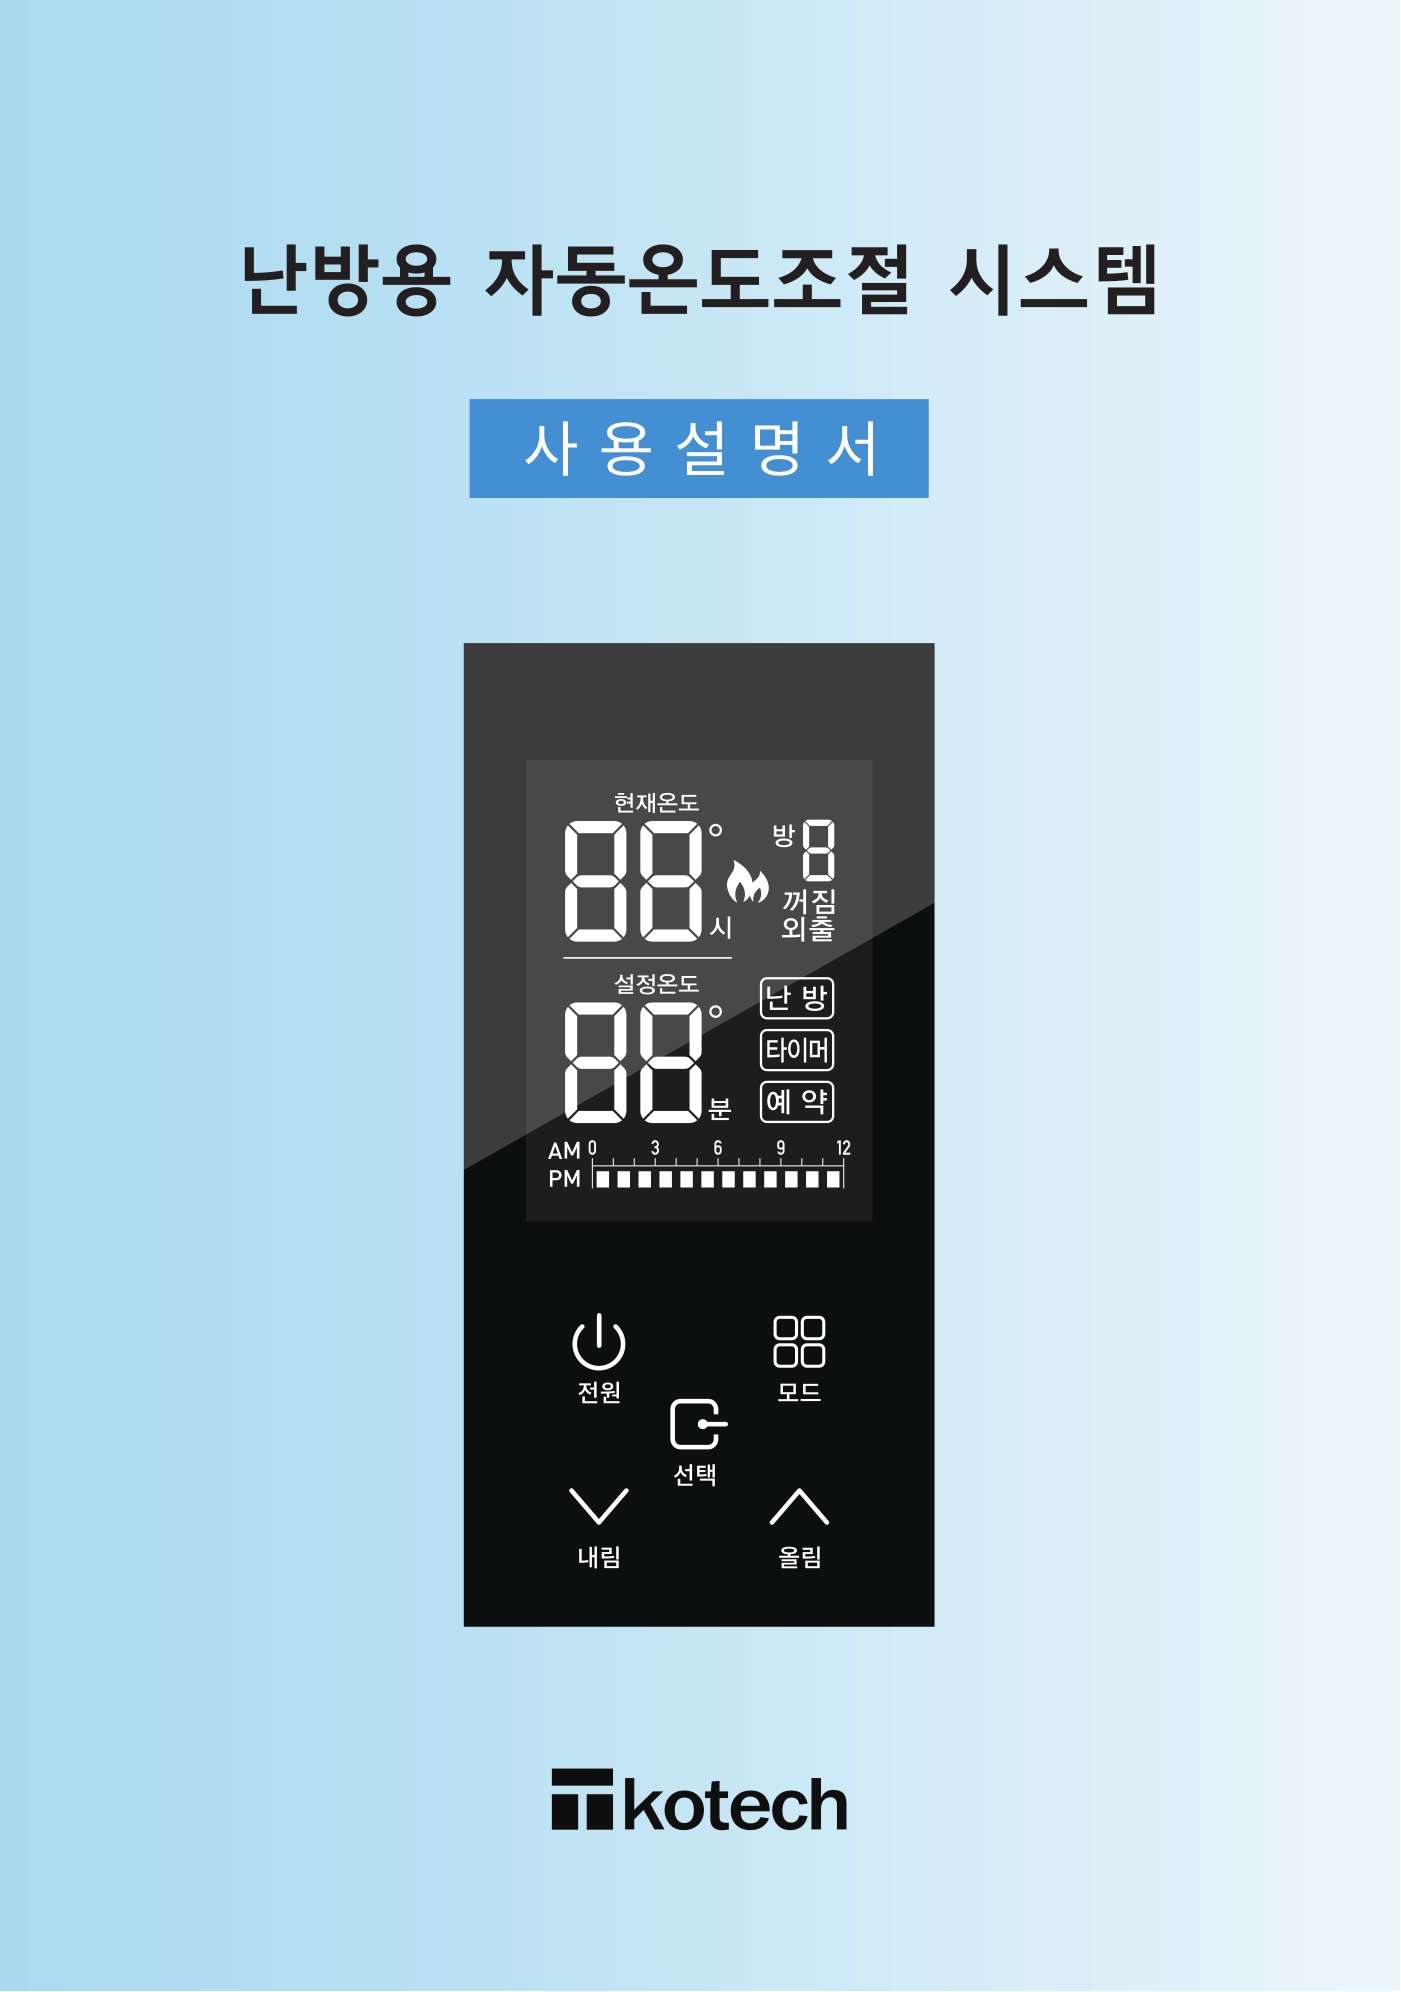 난방용 자동온도조절 시스템
사용설명서
현재온도
88° 방 8
꺼짐
시 외출
설정온도
난 방
88° 타이머
분 예 약
AM 0 3 6 9 12
PM
전원 모드
선택
내림 올림
kotech